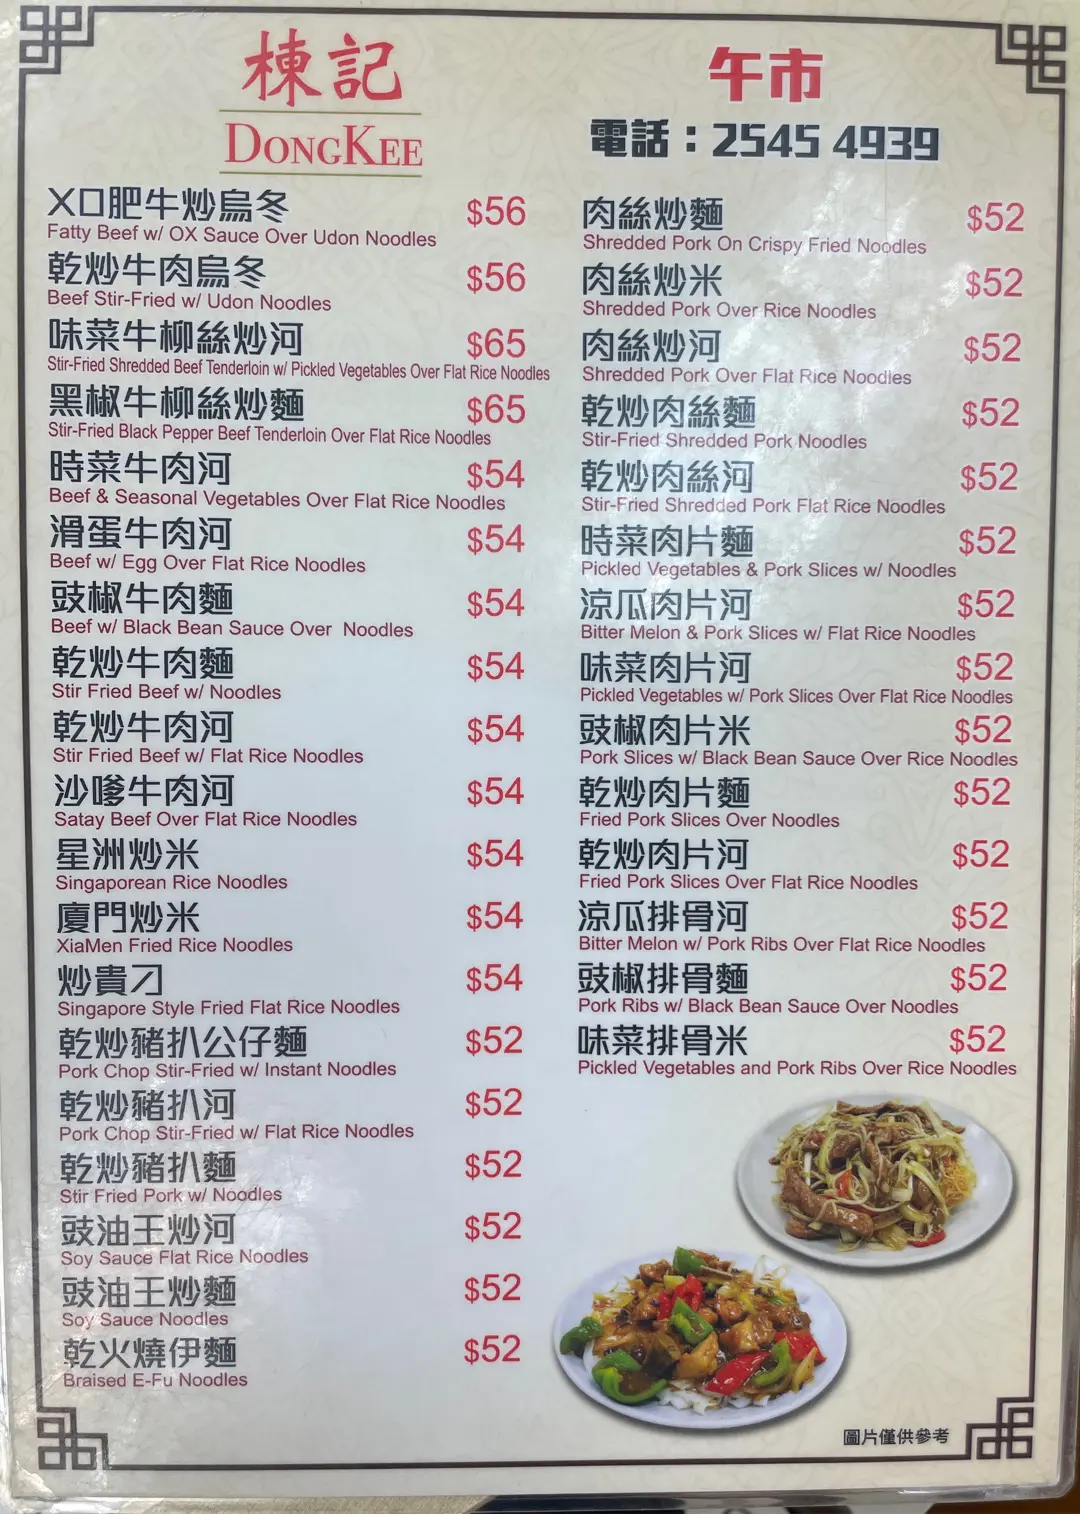 棟記
DONGKEE
午市
電話：2545 4939
XO肥牛炒烏冬 $56
Fatty Beef w/ OX Sauce Over Udon Noodles
乾炒牛肉烏冬 $56
Beef Stir-Fried w/ Udon Noodles
味菜牛柳絲炒河 $65
Stir-Fried Shredded Beef Tenderloin w/ Pickled Vegetables Over Flat Rice Noodles
黑椒牛柳絲炒麵 $65
Stir-Fried Black Pepper Beef Tenderloin Over Flat Rice Noodles
時菜牛肉河 $54
Beef & Seasonal Vegetables Over Flat Rice Noodles
滑蛋牛肉河 $54
Beef w/ Egg Over Flat Rice Noodles
豉椒牛肉麵 $54
Beef w/ Black Bean Sauce Over Noodles
乾炒牛肉麵 $54
Stir Fried Beef w/ Noodles
乾炒牛肉河 $54
Stir Fried Beef w/ Flat Rice Noodles
沙嗲牛肉河 $54
Satay Beef Over Flat Rice Noodles
星洲炒米 $54
Singaporean Rice Noodles
廈門炒米 $54
XiaMen Fried Rice Noodles
炒貴刁 $54
Singapore Style Fried Flat Rice Noodles
乾炒豬扒公仔麵 $52
Pork Chop Stir-Fried w/ Instant Noodles
乾炒豬扒河 $52
Pork Chop Stir-Fried w/ Flat Rice Noodles
乾炒豬扒麵 $52
Stir Fried Pork w/ Noodles
豉油王炒河 $52
Soy Sauce Flat Rice Noodles
豉油王炒麵 $52
Soy Sauce Noodles
乾火燒伊麵 $52
Braised E-Fu Noodles
肉絲炒麵 $52
Shredded Pork On Crispy Fried Noodles
肉絲炒米 $52
Shredded Pork Over Rice Noodles
肉絲炒河 $52
Shredded Pork Over Flat Rice Noodles
乾炒肉絲麵 $52
Stir-Fried Shredded Pork Noodles
乾炒肉絲河 $52
Stir-Fried Shredded Pork Flat Rice Noodles
時菜肉片麵 $52
Pickled Vegetables & Pork Slices w/ Noodles
涼瓜肉片河 $52
Bitter Melon & Pork Slices w/ Flat Rice Noodles
味菜肉片河 $52
Pickled Vegetables w/ Pork Slices Over Flat Rice Noodles
豉椒肉片米 $52
Pork Slices w/ Black Bean Sauce Over Rice Noodles
乾炒肉片麵 $52
Fried Pork Slices Over Noodles
乾炒肉片河 $52
Fried Pork Slices Over Flat Rice Noodles
涼瓜排骨河 $52
Bitter Melon w/ Pork Ribs Over Flat Rice Noodles
豉椒排骨麵 $52
Pork Ribs w/ Black Bean Sauce Over Noodles
味菜排骨米 $52
Pickled Vegetables and Pork Ribs Over Rice Noodles
圖片僅供參考